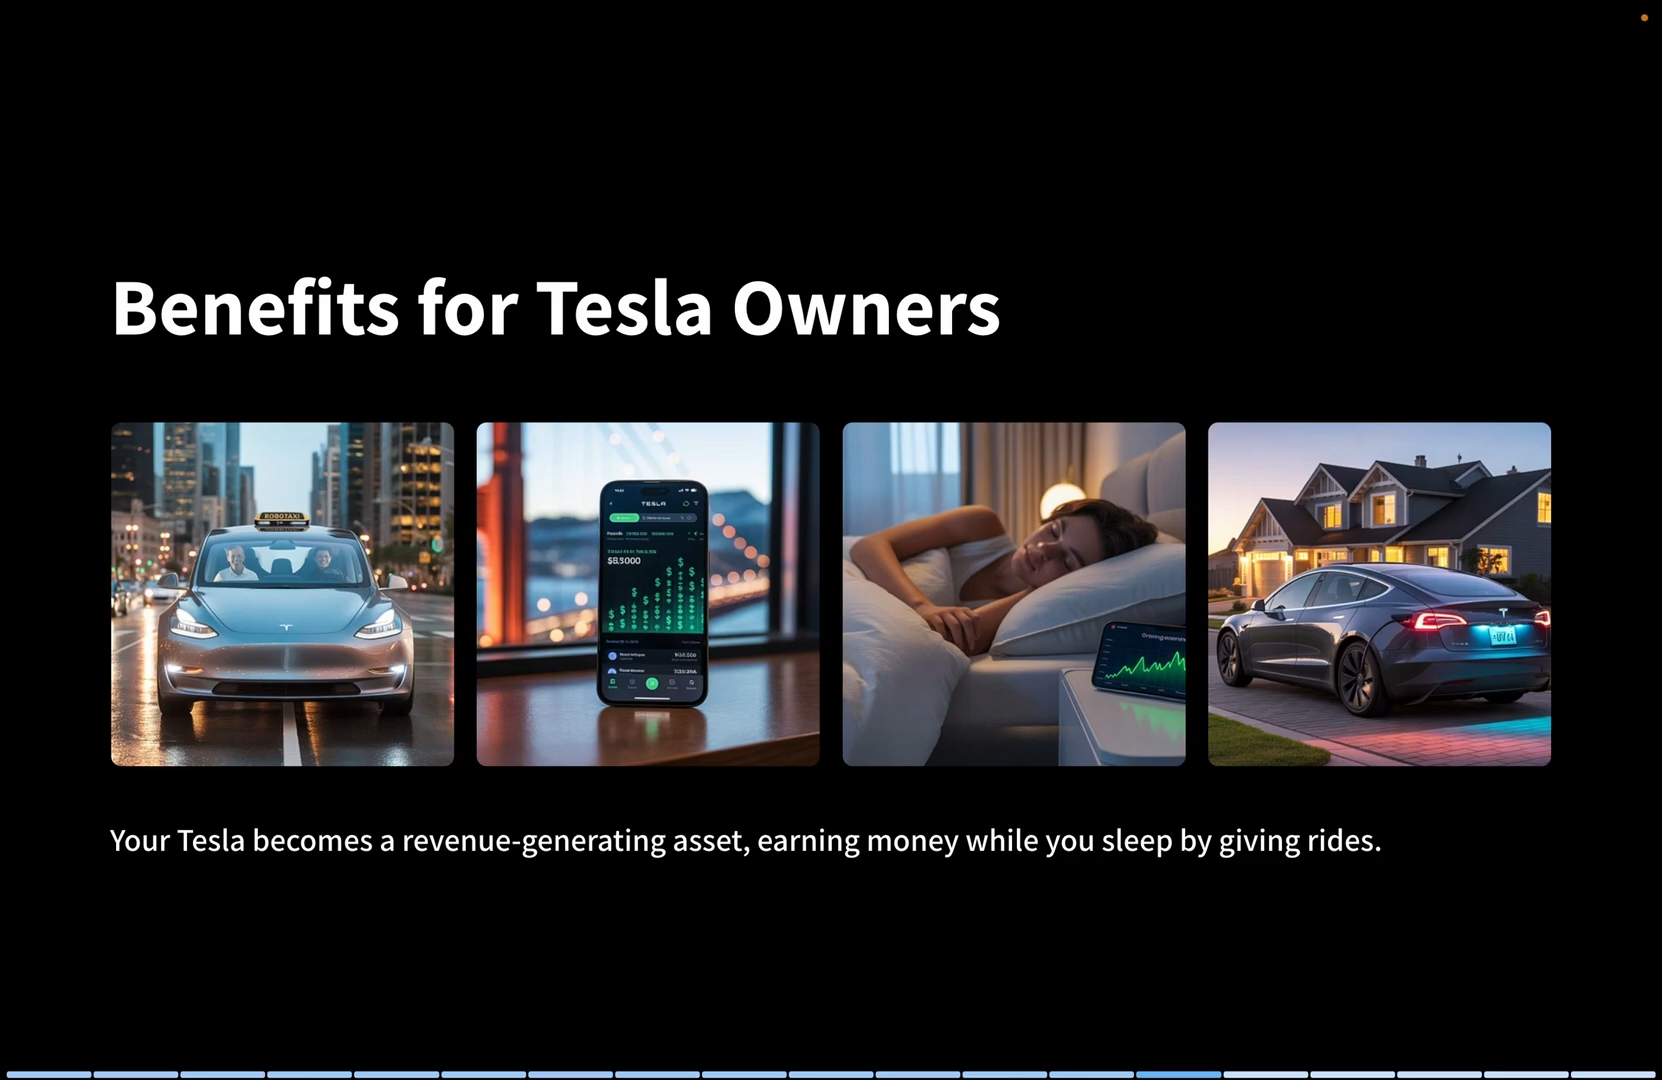 Benefits for Tesla Owners
ROBOTAXI
TESLA
Your Tesla becomes a revenue-generating asset, earning money while you sleep by giving rides.